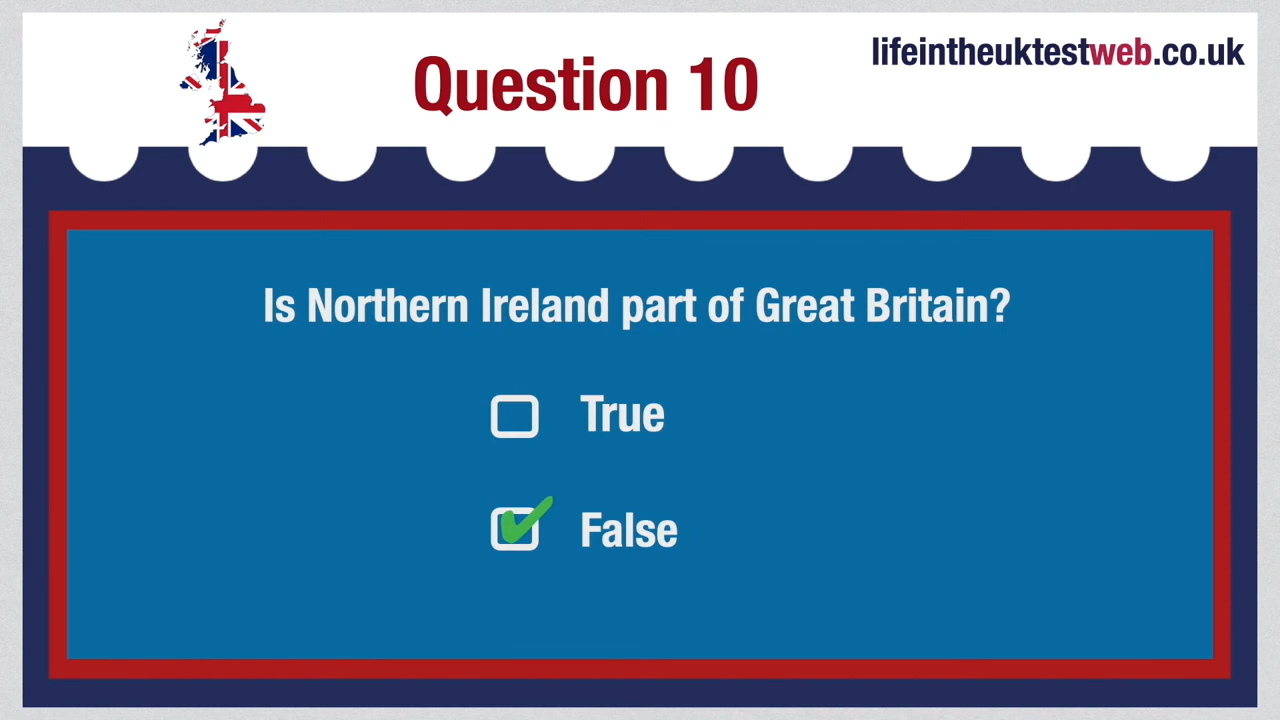 Question 10
lifeintheuktestweb.co.uk
Is Northern Ireland part of Great Britain?
True
False